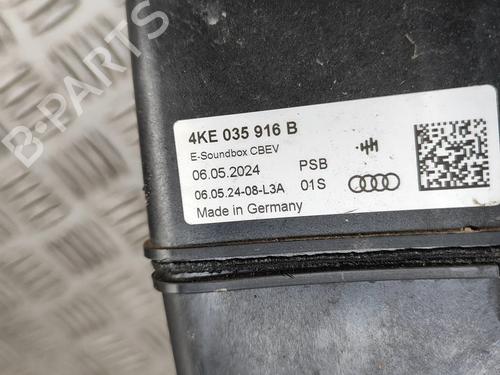 B-PARTS
4KE 035 916 B
E-Soundbox CBEV
06.05.2024 PSB
06.05.24-08-L3A 01S
Made in Germany